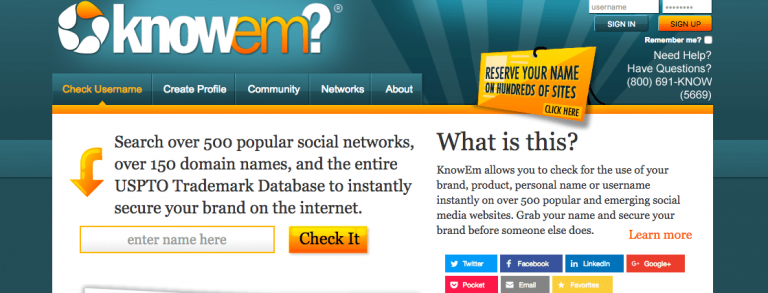 knowem?®
username
••••••••
SIGN IN
SIGN UP
Remember me?
Need Help?
Have Questions?
(800) 691-KNOW
(5669)
RESERVE YOUR NAME
ON HUNDREDS OF SITES
CLICK HERE
Check Username
Create Profile
Community
Networks
About
Search over 500 popular social networks,
over 150 domain names, and the entire
USPTO Trademark Database to instantly
secure your brand on the internet.
enter name here
Check It
What is this?
KnowEm allows you to check for the use of your
brand, product, personal name or username
instantly on over 500 popular and emerging social
media websites. Grab your name and secure your
brand before someone else does.
Learn more
Twitter
Facebook
LinkedIn
Google+
Pocket
Email
Favorites